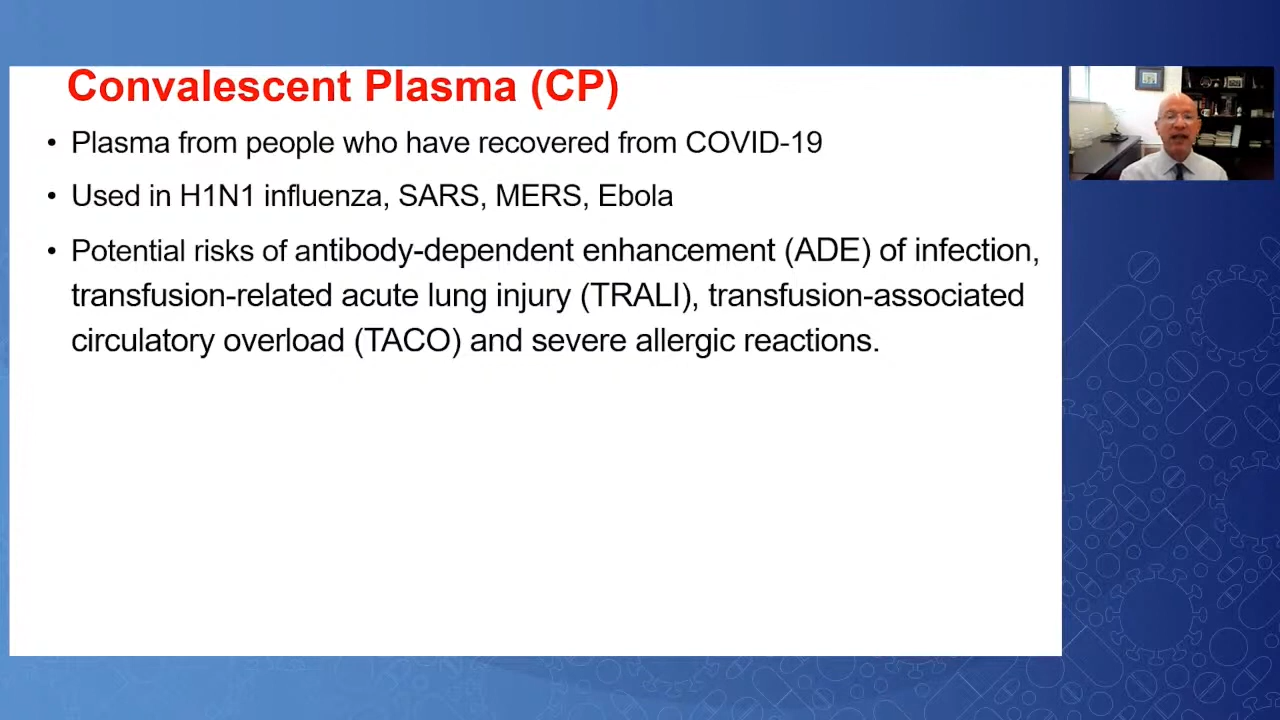 Convalescent Plasma (CP)
• Plasma from people who have recovered from COVID-19
• Used in H1N1 influenza, SARS, MERS, Ebola
• Potential risks of antibody-dependent enhancement (ADE) of infection,
transfusion-related acute lung injury (TRALI), transfusion-associated
circulatory overload (TACO) and severe allergic reactions.